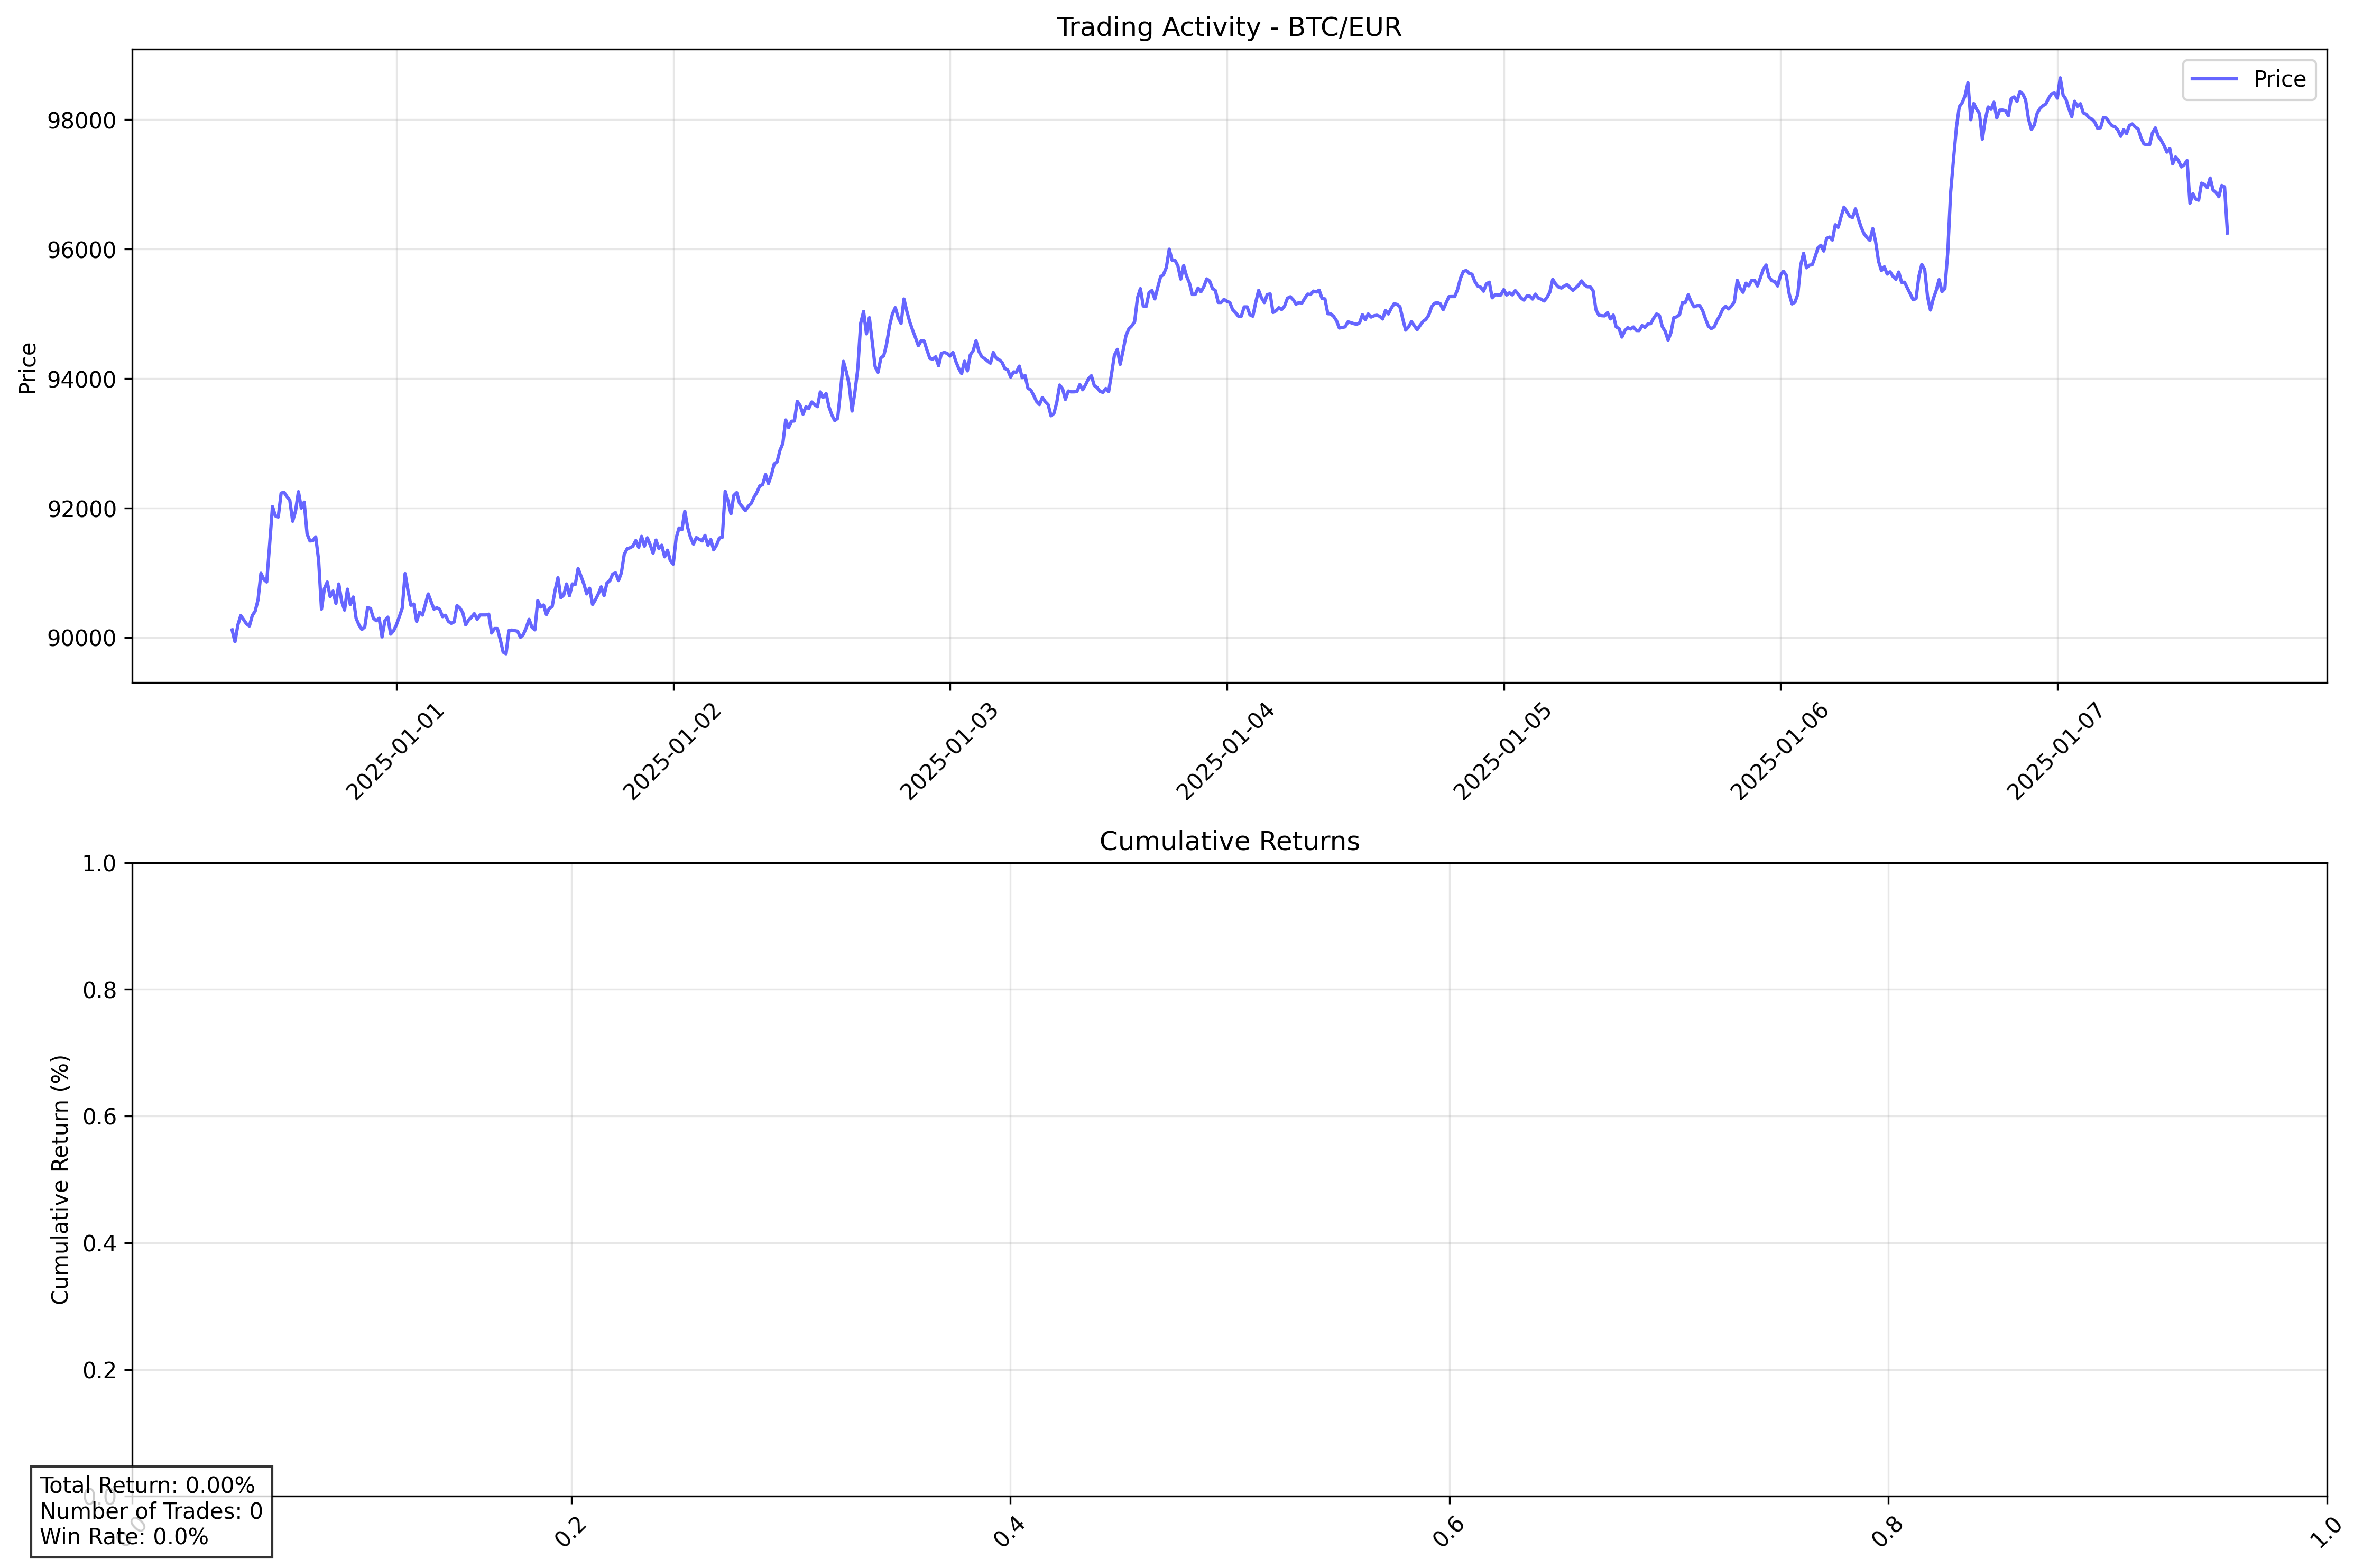 Trading Activity - BTC/EUR
Price
98000
96000
94000
92000
90000
Price
2025-01-01
2025-01-02
2025-01-03
2025-01-04
2025-01-05
2025-01-06
2025-01-07
Cumulative Returns
1.0
0.8
0.6
0.4
0.2
0.0
Cumulative Return (%)
Total Return: 0.00%
Number of Trades: 0
Win Rate: 0.0%
0.2
0.4
0.6
0.8
1.0